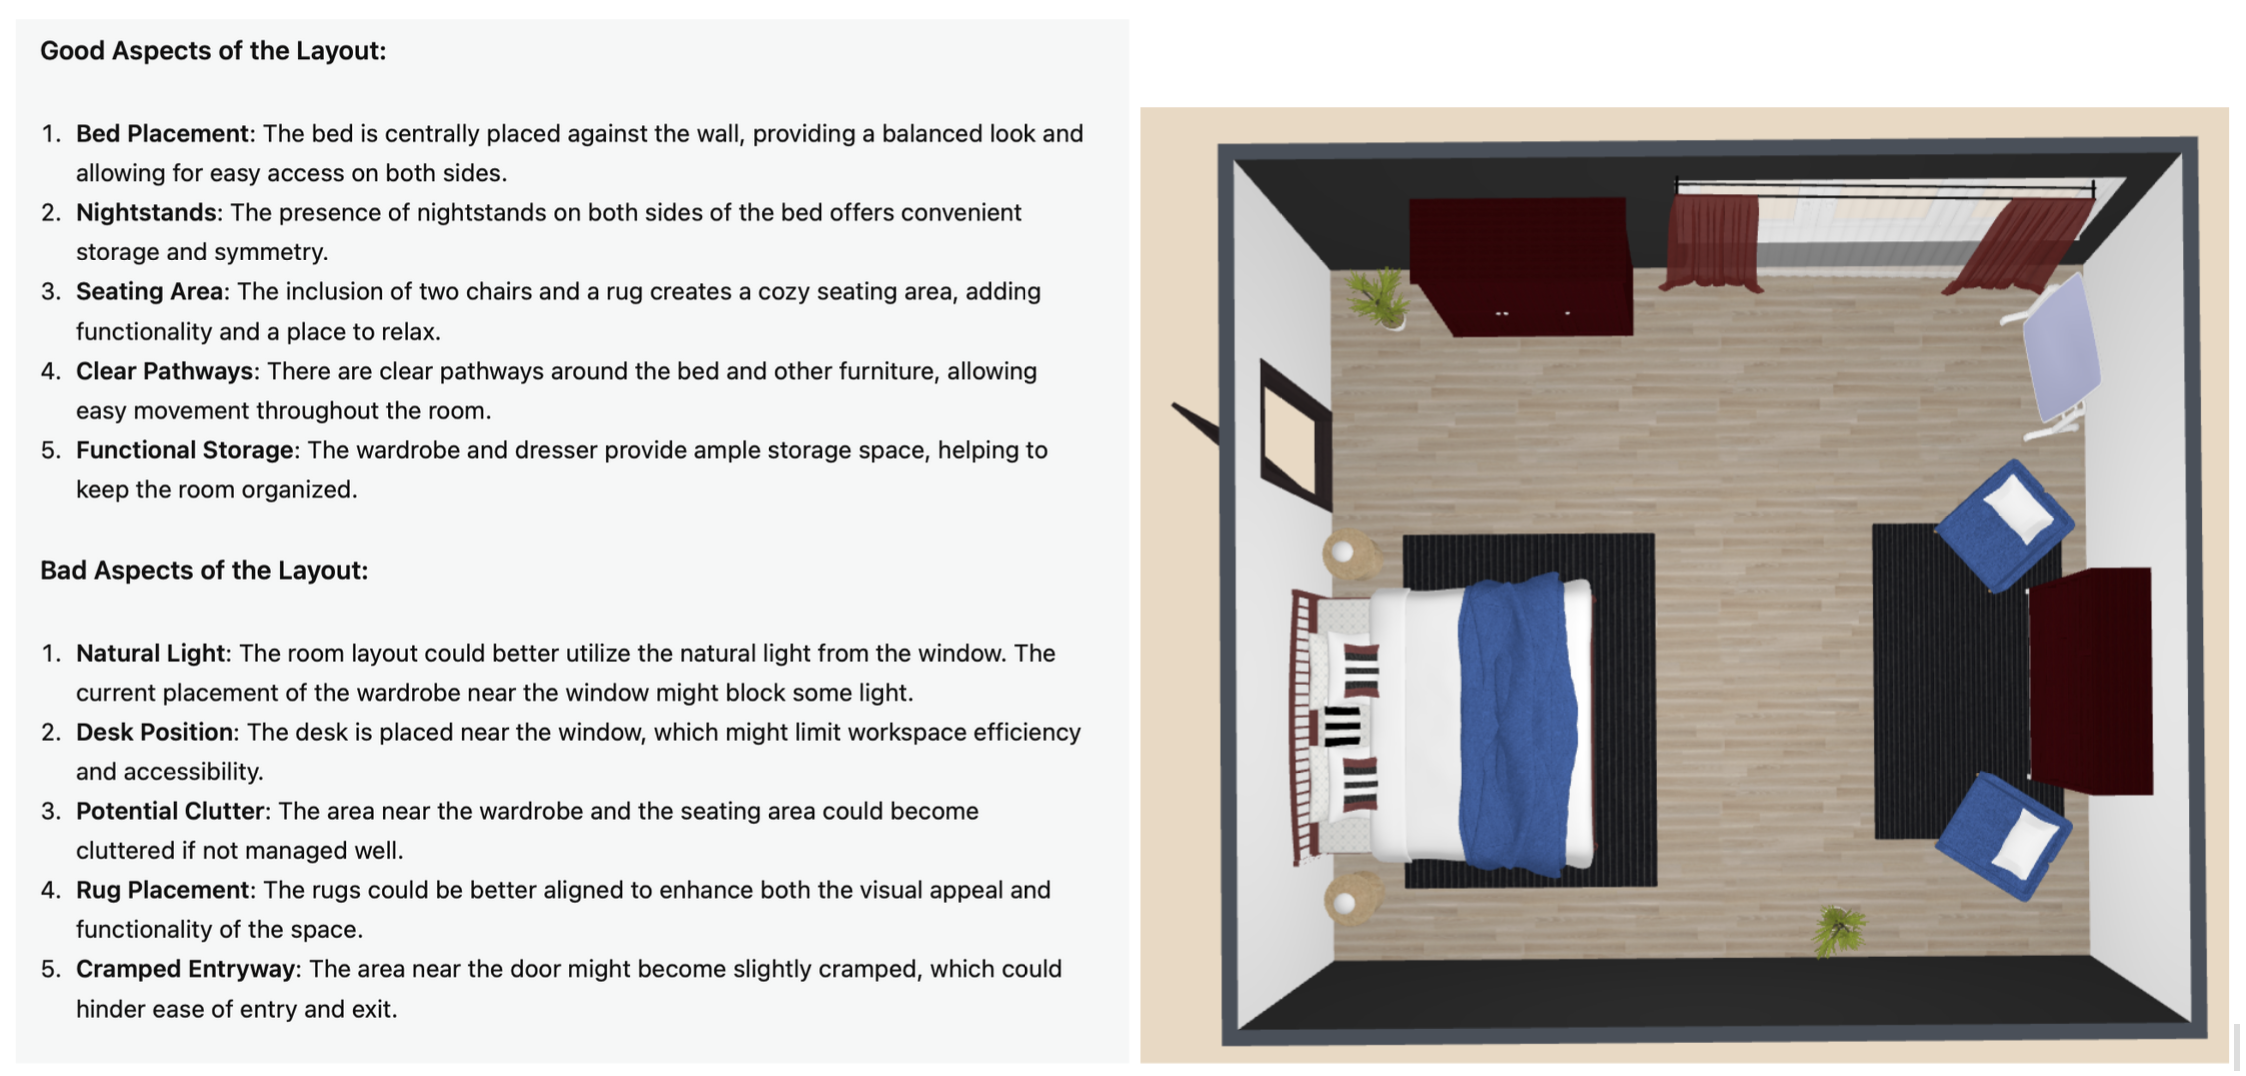 Good Aspects of the Layout:
1. Bed Placement: The bed is centrally placed against the wall, providing a balanced look and
allowing for easy access on both sides.
2. Nightstands: The presence of nightstands on both sides of the bed offers convenient
storage and symmetry.
3. Seating Area: The inclusion of two chairs and a rug creates a cozy seating area, adding
functionality and a place to relax.
4. Clear Pathways: There are clear pathways around the bed and other furniture, allowing
easy movement throughout the room.
5. Functional Storage: The wardrobe and dresser provide ample storage space, helping to
keep the room organized.
Bad Aspects of the Layout:
1. Natural Light: The room layout could better utilize the natural light from the window. The
current placement of the wardrobe near the window might block some light.
2. Desk Position: The desk is placed near the window, which might limit workspace efficiency
and accessibility.
3. Potential Clutter: The area near the wardrobe and the seating area could become
cluttered if not managed well.
4. Rug Placement: The rugs could be better aligned to enhance both the visual appeal and
functionality of the space.
5. Cramped Entryway: The area near the door might become slightly cramped, which could
hinder ease of entry and exit.